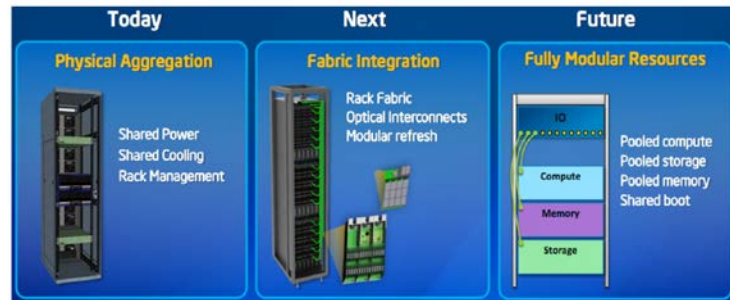 Today
Physical Aggregation
Shared Power
Shared Cooling
Rack Management
Next
Fabric Integration
Rack Fabric
Optical Interconnects
Modular refresh
Future
Fully Modular Resources
IO
Compute
Memory
Storage
Pooled compute
Pooled storage
Pooled memory
Shared boot